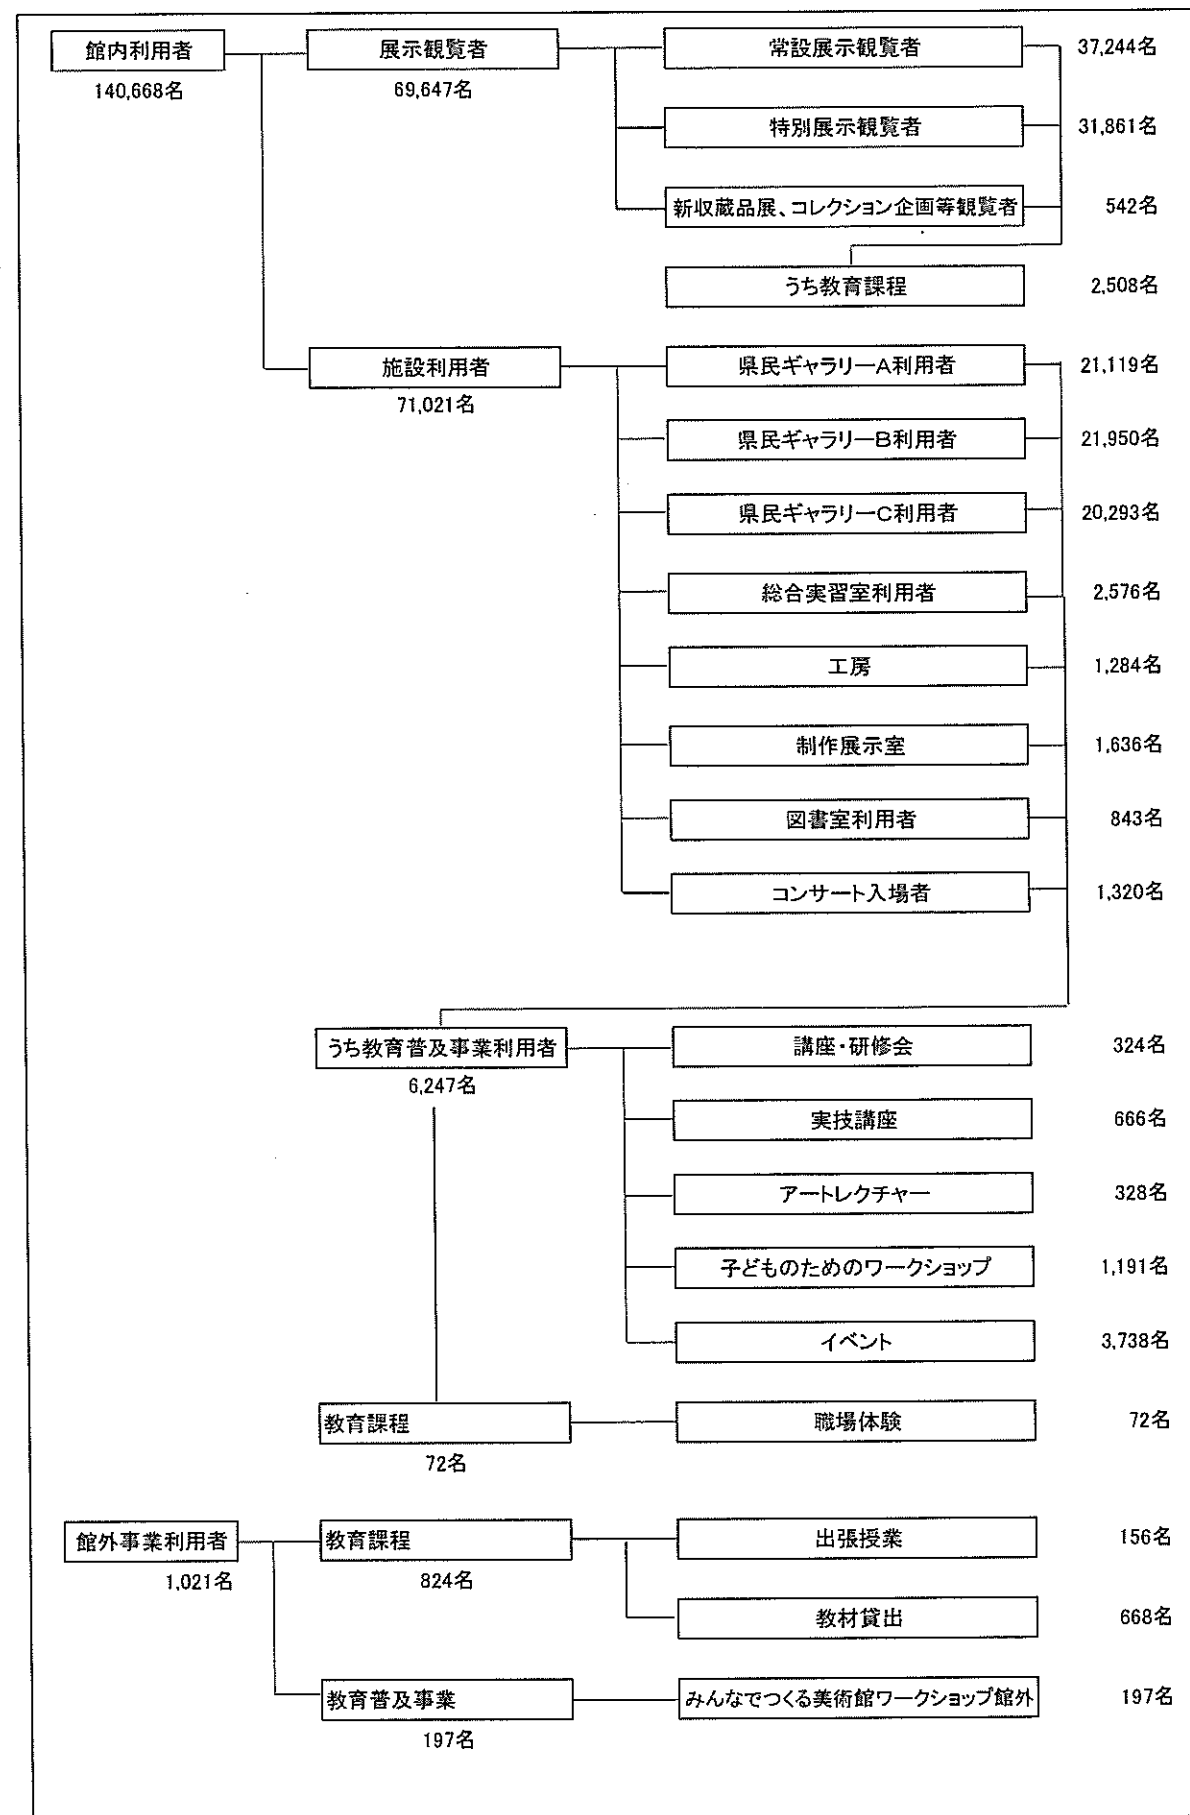 館内利用者
140,668名
展示観覧者
69,647名
常設展示観覧者
37,244名
特別展示観覧者
31,861名
新収蔵品展、コレクション企画等観覧者
542名
うち教育課程
2,508名
施設利用者
71,021名
県民ギャラリーA利用者
21,119名
県民ギャラリーB利用者
21,950名
県民ギャラリーC利用者
20,293名
総合実習室利用者
2,576名
工房
1,284名
制作展示室
1,636名
図書室利用者
843名
コンサート入場者
1,320名
うち教育普及事業利用者
6,247名
講座・研修会
324名
実技講座
666名
アートレクチャー
328名
子どものためのワークショップ
1,191名
イベント
3,738名
教育課程
72名
職場体験
72名
館外事業利用者
1,021名
教育課程
824名
出張授業
156名
教材貸出
668名
教育普及事業
197名
みんなでつくる美術館ワークショップ館外
197名